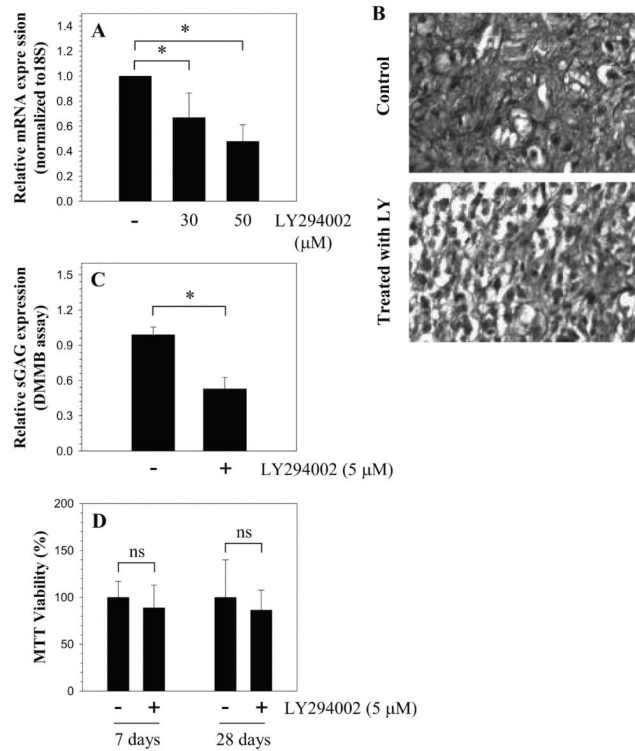 A
Relative mRNA expre ssion
(normalized to18S)
1.4
1.2
1.0
0.8
0.6
0.4
0.2
0.0
*
*
- 30 50 LY294002
(μM)
B
Control
Treated with LY
C
Relative sGAG expression
(DMMB assay)
1.5
1.2
0.9
0.6
0.3
0.0
*
- + LY294002 (5 μM)
D
MTT Viability (%)
200
150
100
50
0
ns
ns
- + - + LY294002 (5 μM)
7 days 28 days